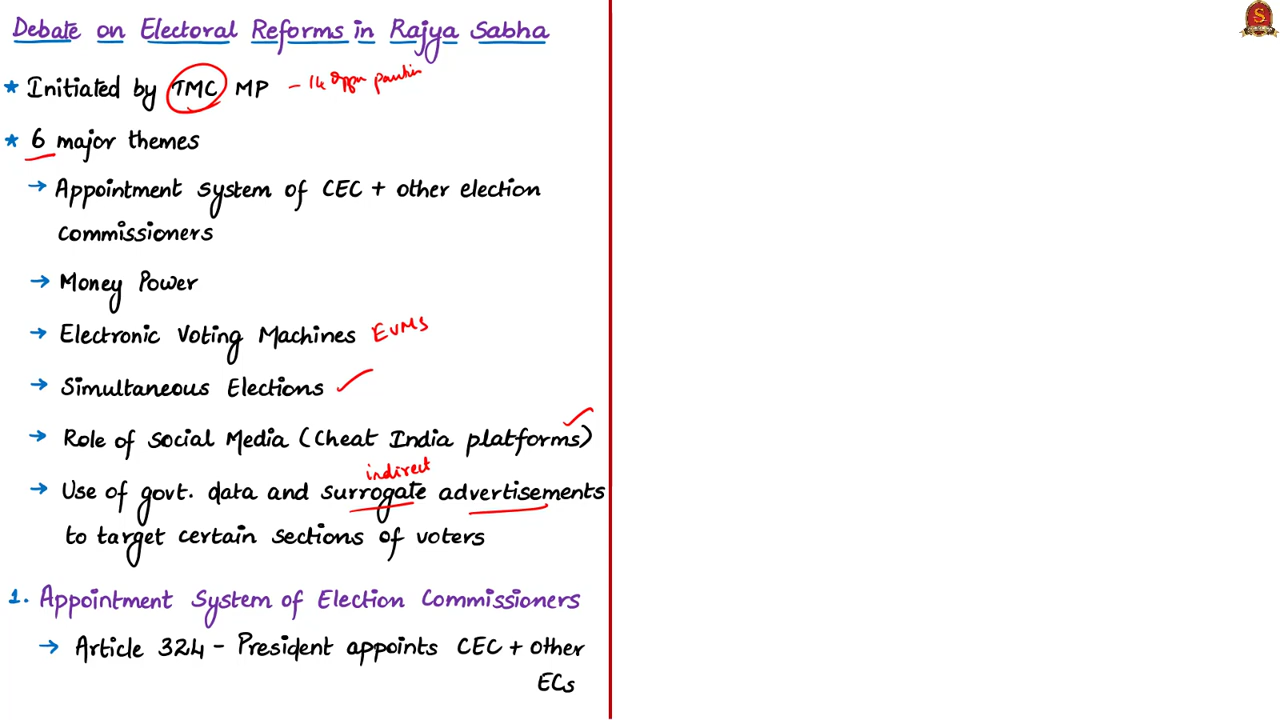 Debate on Electoral Reforms in Rajya Sabha
* Initiated by TMC MP - 14 oppn parties
* 6 major themes
→ Appointment system of CEC + other election
commissioners
→ Money Power
→ Electronic Voting Machines EVMs
→ Simultaneous Elections ✓
→ Role of Social Media (Cheat India platforms) ✓
indirect
→ Use of govt. data and surrogate advertisements
to target certain sections of voters
1. Appointment System of Election Commissioners
→ Article 324 - President appoints CEC + other
ECs
S